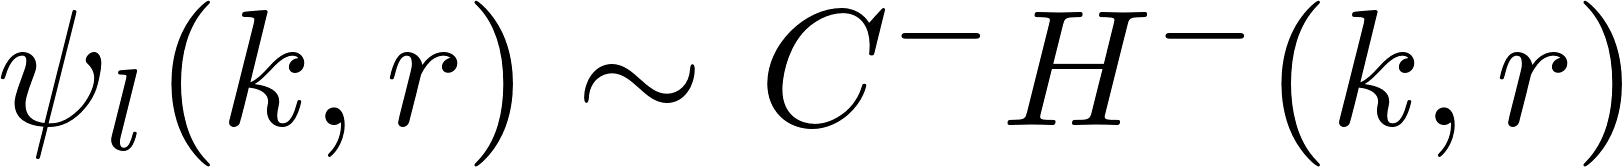 ψ_l(k, r) ∼ C^− H^−(k, r)